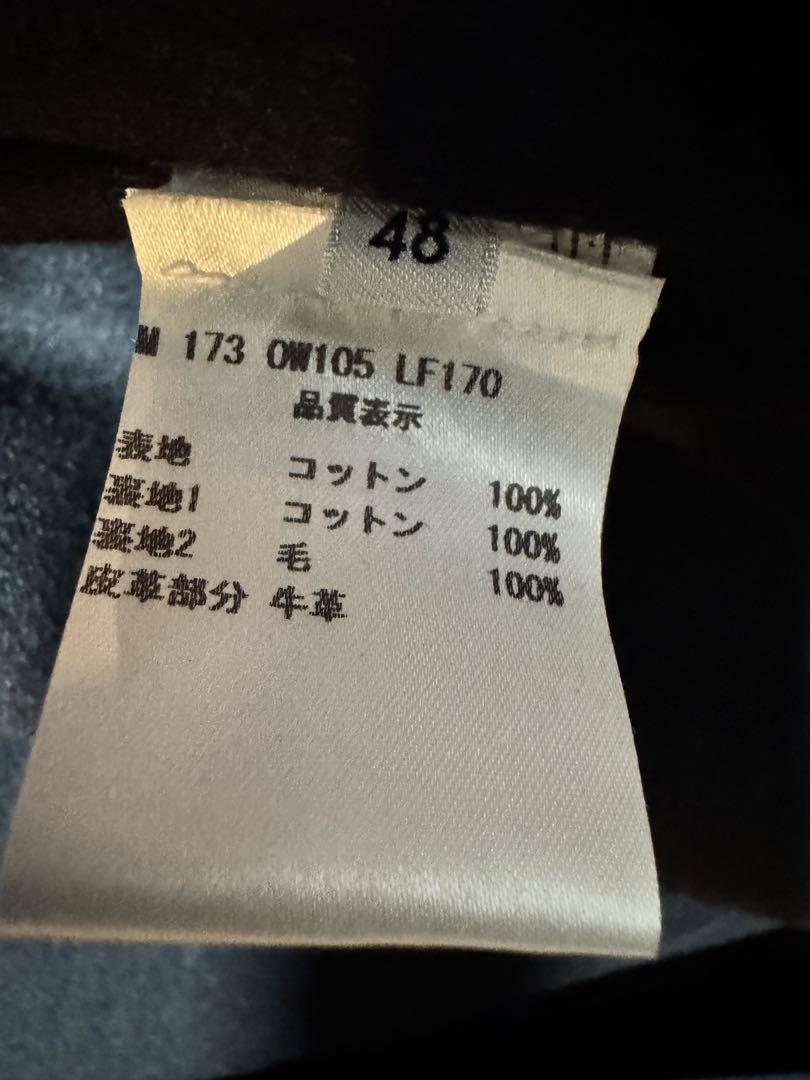 48
M 173 OW105 LF170
品質表示
表地 コットン 100%
裏地1 コットン 100%
裏地2 毛 100%
皮革部分 牛革